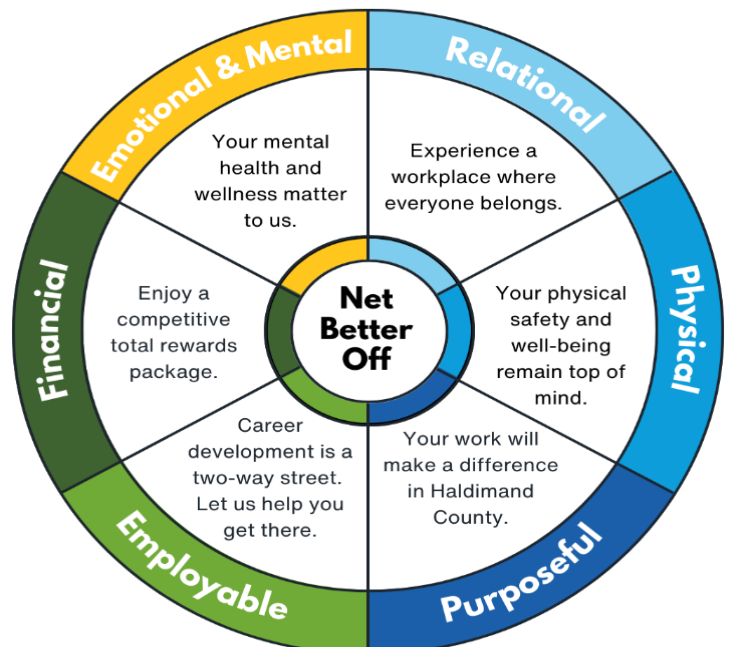 Emotional & Mental
Your mental
health and
wellness matter
to us.
Relational
Experience a
workplace where
everyone belongs.
Physical
Your physical
safety and
well-being
remain top of
mind.
Purposeful
Your work will
make a difference
in Haldimand
County.
Employable
Career
development is a
two-way street.
Let us help you
get there.
Financial
Enjoy a
competitive
total rewards
package.
Net
Better
Off